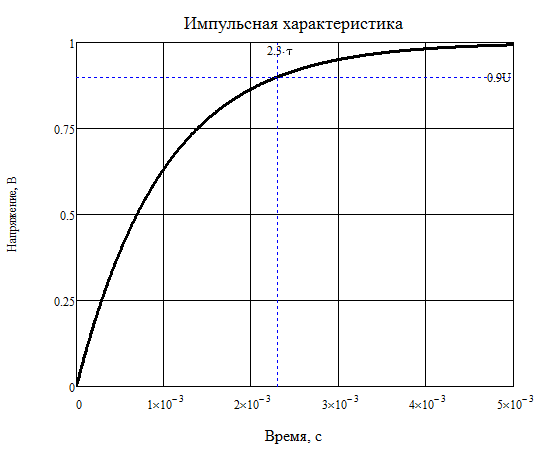 Импульсная характеристика
1
2.3·τ
0.9U
0.75
0.5
0.25
0
Напряжение, В
0
1×10⁻³
2×10⁻³
3×10⁻³
4×10⁻³
5×10⁻³
Время, с